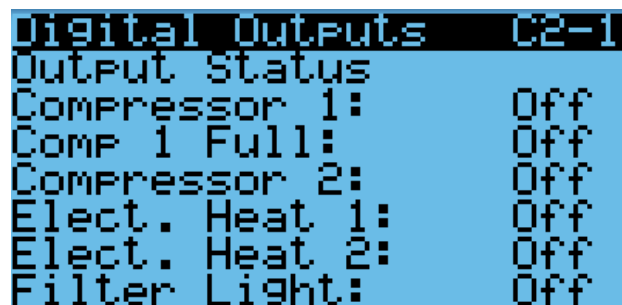 Digital Outputs C2-1
Output Status
Compressor 1: Off
Comp 1 Full: Off
Compressor 2: Off
Elect. Heat 1: Off
Elect. Heat 2: Off
Filter Light: Off